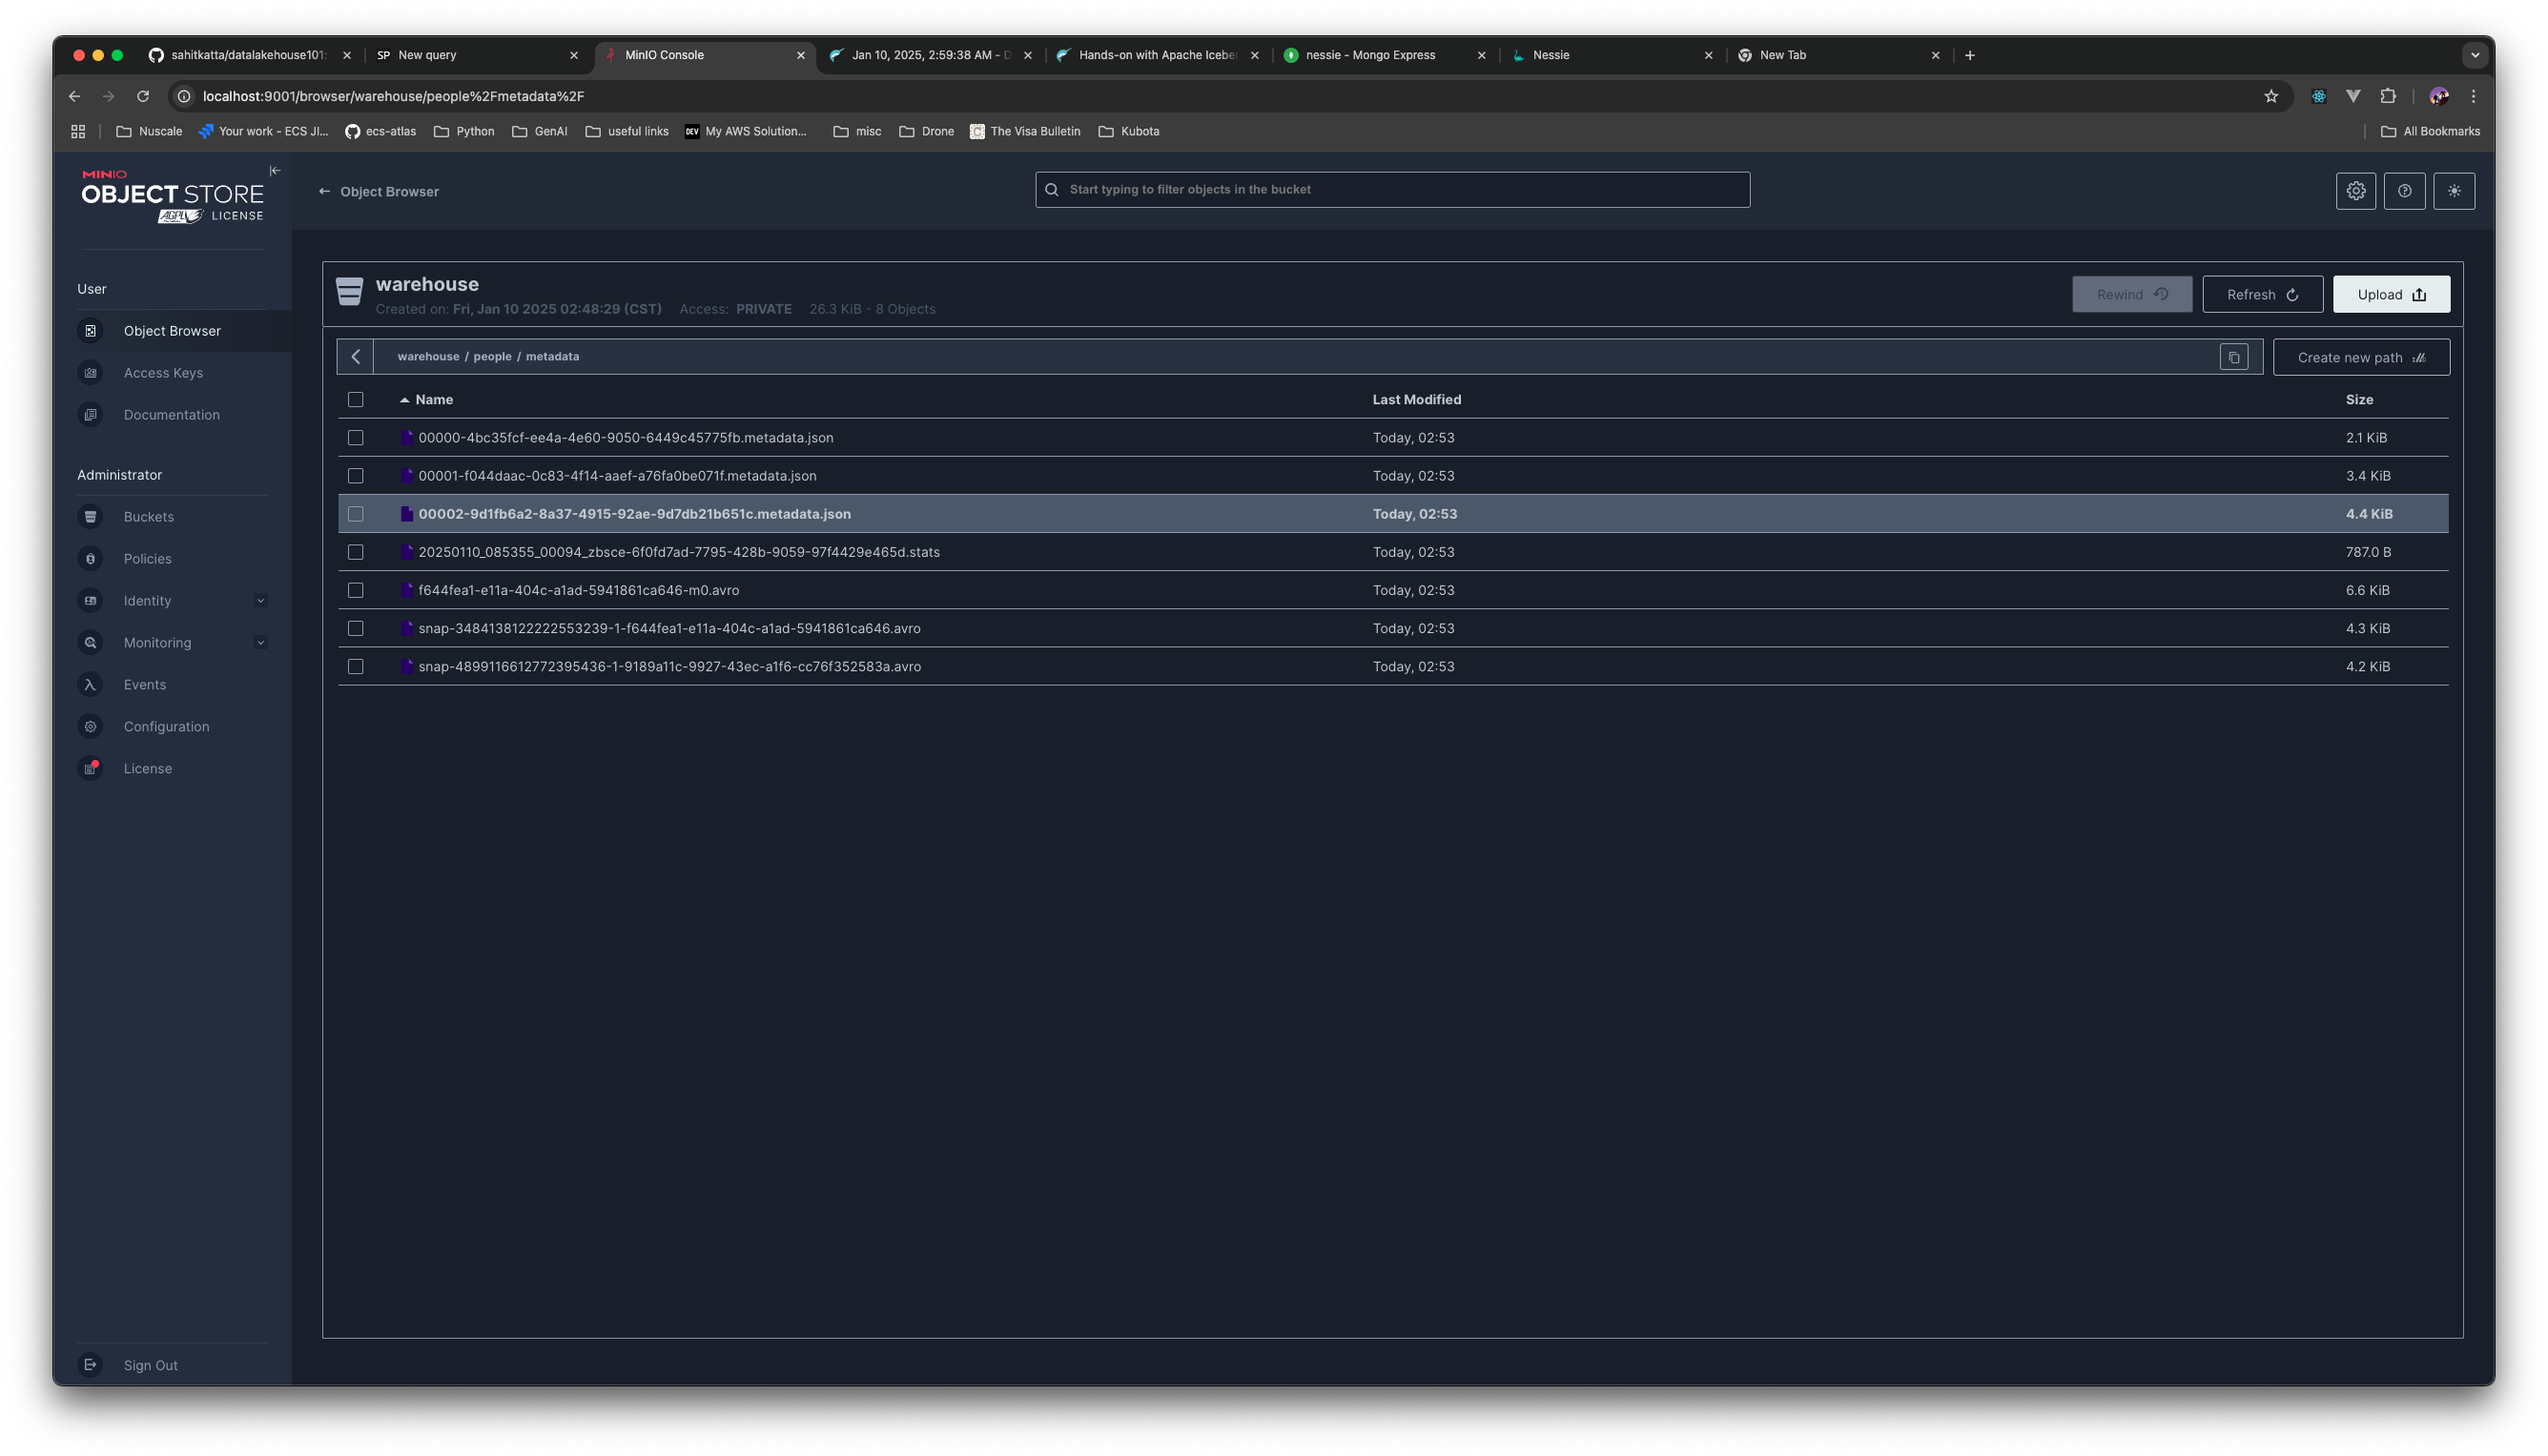 sahitkatta/datalakehouse101:
SP New query
MinIO Console
Jan 10, 2025, 2:59:38 AM - D
Hands-on with Apache Iceber
nessie - Mongo Express
Nessie
New Tab
localhost:9001/browser/warehouse/people%2Fmetadata%2F
Nuscale
Your work - ECS JI...
ecs-atlas
Python
GenAI
useful links
DEV My AWS Solution...
misc
Drone
The Visa Bulletin
Kubota
All Bookmarks
MINIO
OBJECT STORE
AGPL LICENSE
User
Object Browser
Access Keys
Documentation
Administrator
Buckets
Policies
Identity
Monitoring
Events
Configuration
License
Sign Out
Object Browser
Start typing to filter objects in the bucket
warehouse
Created on: Fri, Jan 10 2025 02:48:29 (CST) Access: PRIVATE 26.3 KiB - 8 Objects
Rewind
Refresh
Upload
warehouse / people / metadata
Create new path
Name Last Modified Size
00000-4bc35fcf-ee4a-4e60-9050-6449c45775fb.metadata.json Today, 02:53 2.1 KiB
00001-f044daac-0c83-4f14-aaef-a76fa0be071f.metadata.json Today, 02:53 3.4 KiB
00002-9d1fb6a2-8a37-4915-92ae-9d7db21b651c.metadata.json Today, 02:53 4.4 KiB
20250110_085355_00094_zbsce-6f0fd7ad-7795-428b-9059-97f4429e465d.stats Today, 02:53 787.0 B
f644fea1-e11a-404c-a1ad-5941861ca646-m0.avro Today, 02:53 6.6 KiB
snap-3484138122222553239-1-f644fea1-e11a-404c-a1ad-5941861ca646.avro Today, 02:53 4.3 KiB
snap-4899116612772395436-1-9189a11c-9927-43ec-a1f6-cc76f352583a.avro Today, 02:53 4.2 KiB